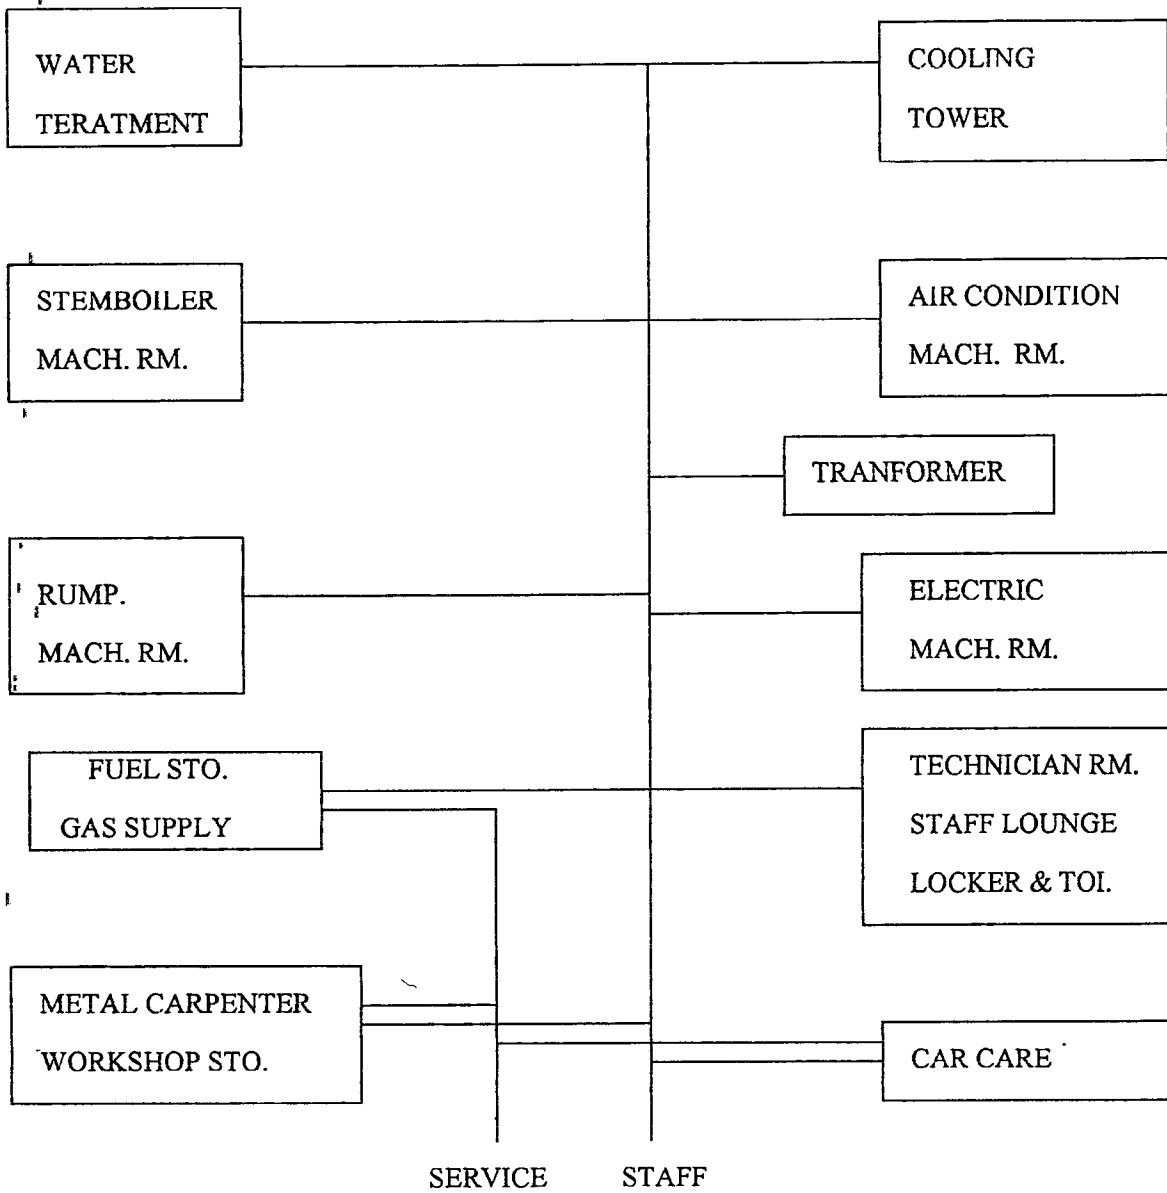 WATER
TERATMENT
COOLING
TOWER
STEMBOILER
MACH. RM.
AIR CONDITION
MACH. RM.
TRANFORMER
RUMP.
MACH. RM.
ELECTRIC
MACH. RM.
FUEL STO.
GAS SUPPLY
TECHNICIAN RM.
STAFF LOUNGE
LOCKER & TOI.
METAL CARPENTER
WORKSHOP STO.
CAR CARE
SERVICE
STAFF